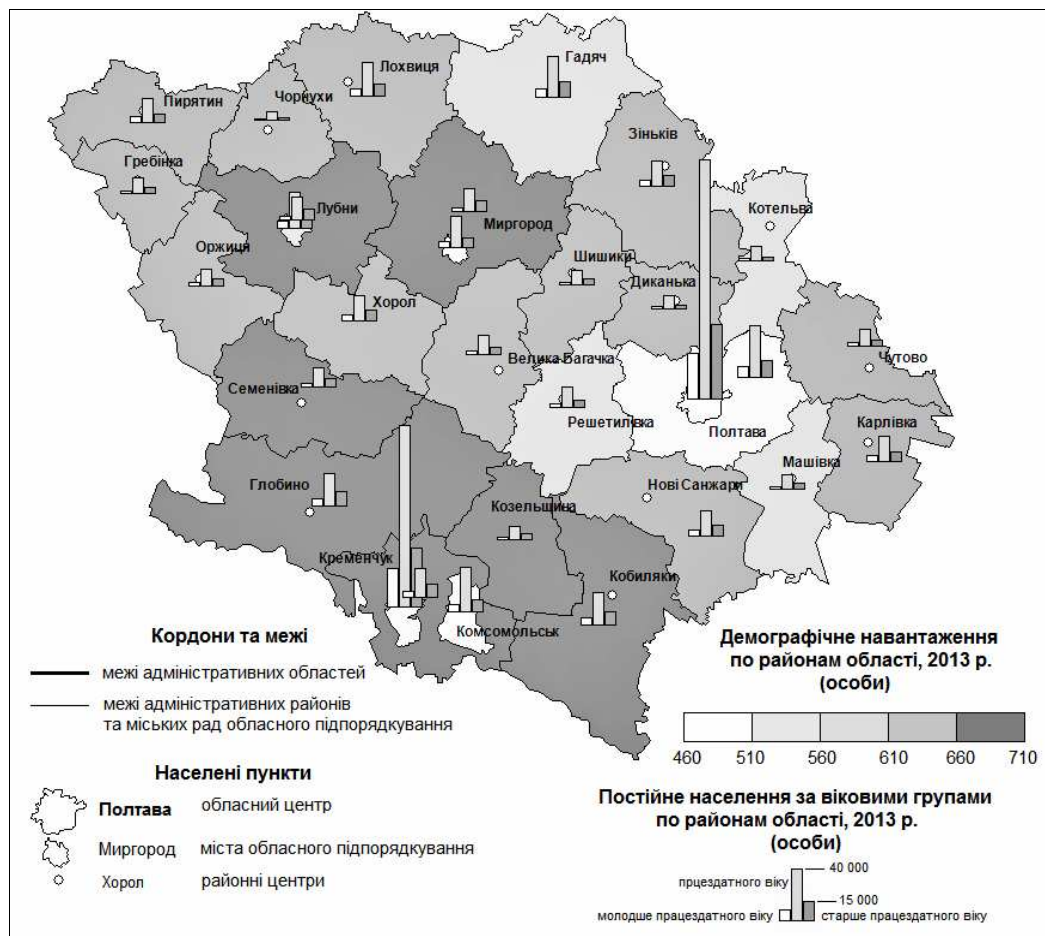 Гадяч
Лохвиця
Пирятин
Чорнухи
Зіньків
Гребінка
Лубни
Котельва
Миргород
Оржиця
Шишики
Диканька
Хорол
Велика Багачка
Чутово
Семенівка
Решетилівка
Полтава
Карлівка
Машівка
Глобино
Нові Санжари
Козельщина
Кременчук
Кобиляки
Комсомольськ
Кордони та межі
межі адміністративних областей
межі адміністративних районів
та міських рад обласного підпорядкування
Населені пункти
Полтава обласний центр
Миргород міста обласного підпорядкування
Хорол районні центри
Демографічне навантаження
по районам області, 2013 р.
(особи)
460 510 560 610 660 710
Постійне населення за віковими групами
по районам області, 2013 р.
(особи)
40 000
прцездатного віку
15 000
молодше працездатного віку старше працездатного віку